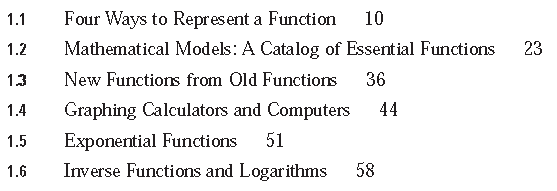 1.1 Four Ways to Represent a Function 10
1.2 Mathematical Models: A Catalog of Essential Functions 23
1.3 New Functions from Old Functions 36
1.4 Graphing Calculators and Computers 44
1.5 Exponential Functions 51
1.6 Inverse Functions and Logarithms 58